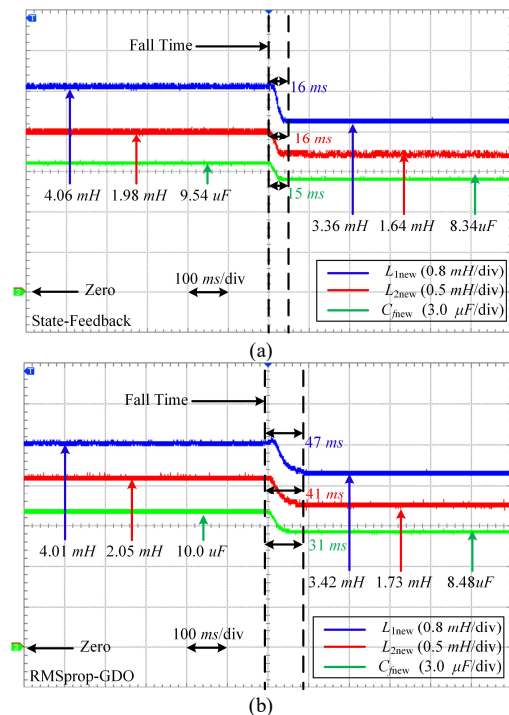 T
Fall Time
16 ms
16 ms
15 ms
4.06 mH
1.98 mH
9.54 uF
3.36 mH
1.64 mH
8.34uF
3
Zero
100 ms/div
State-Feedback
L1new (0.8 mH/div)
L2new (0.5 mH/div)
Cfnew (3.0 μF/div)
(a)
T
Fall Time
47 ms
41 ms
31 ms
4.01 mH
2.05 mH
10.0 uF
3.42 mH
1.73 mH
8.48uF
3
Zero
100 ms/div
RMSprop-GDO
L1new (0.8 mH/div)
L2new (0.5 mH/div)
Cfnew (3.0 μF/div)
(b)